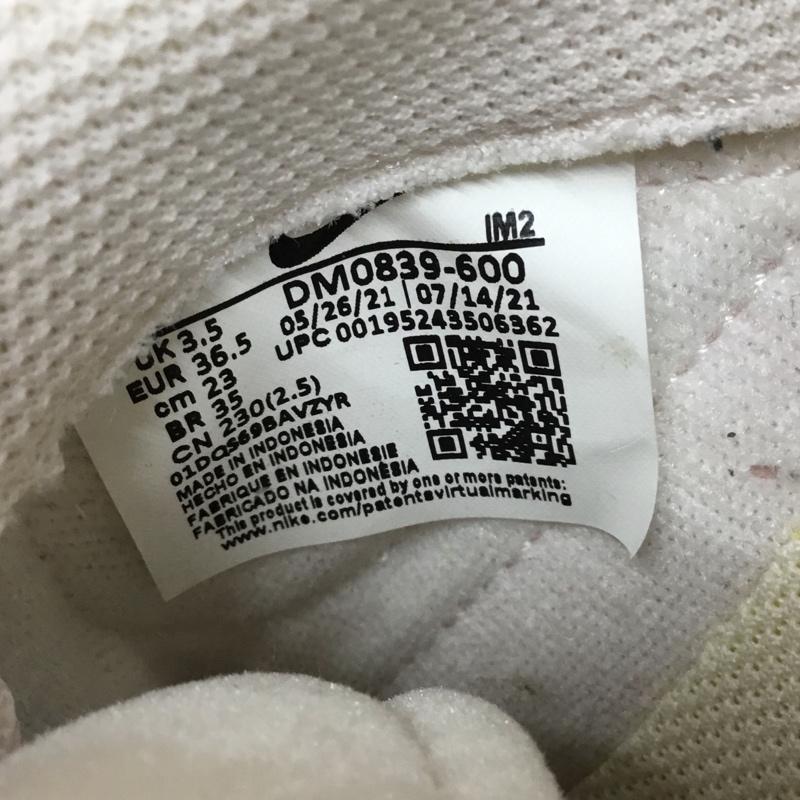 IM2
DM0839-600
05/26/21 | 07/14/21
UPC 00195243506362
UK 3.5
EUR 36.5
cm 23
BR 35
CN 230(2.5)
01DQS69BAVZYR
MADE IN INDONESIA
HECHO EN INDONESIA
FABRIQUE EN INDONESIE
FABRICADO NA INDONÉSIA
This product is covered by one or more patents:
www.nike.com/patentsvirtualmarking